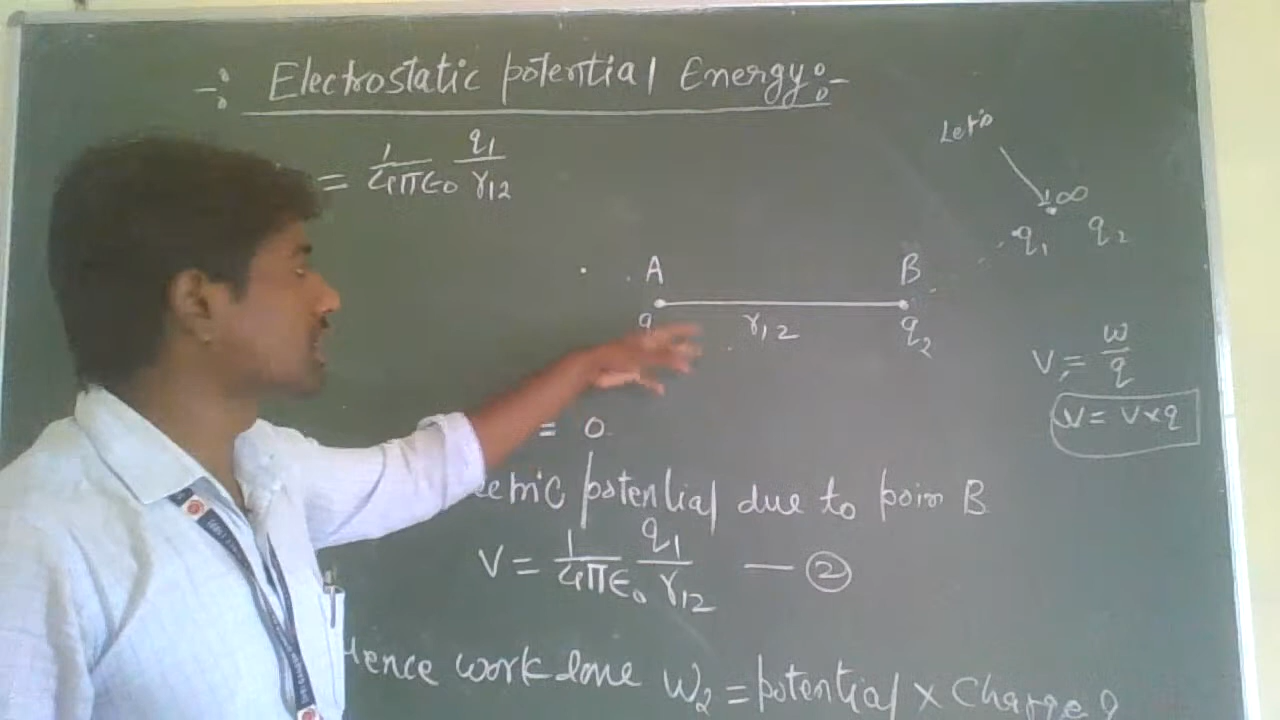 -: Electrostatic potential Energy:-
= 1/4πε₀ q₁/r₁₂
Let's
∞
q₁ q₂
A B
q r₁₂ q₂
V = w/q
W = V×q
= 0
potential due to poin B
V = 1/4πε₀ q₁/r₁₂ — ②
Hence work done W₂ = potential × Charge